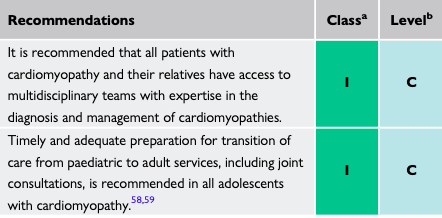 Recommendations Classa Levelb
It is recommended that all patients with
cardiomyopathy and their relatives have access to
multidisciplinary teams with expertise in the
diagnosis and management of cardiomyopathies.
I C
Timely and adequate preparation for transition of
care from paediatric to adult services, including joint
consultations, is recommended in all adolescents
with cardiomyopathy.58,59
I C